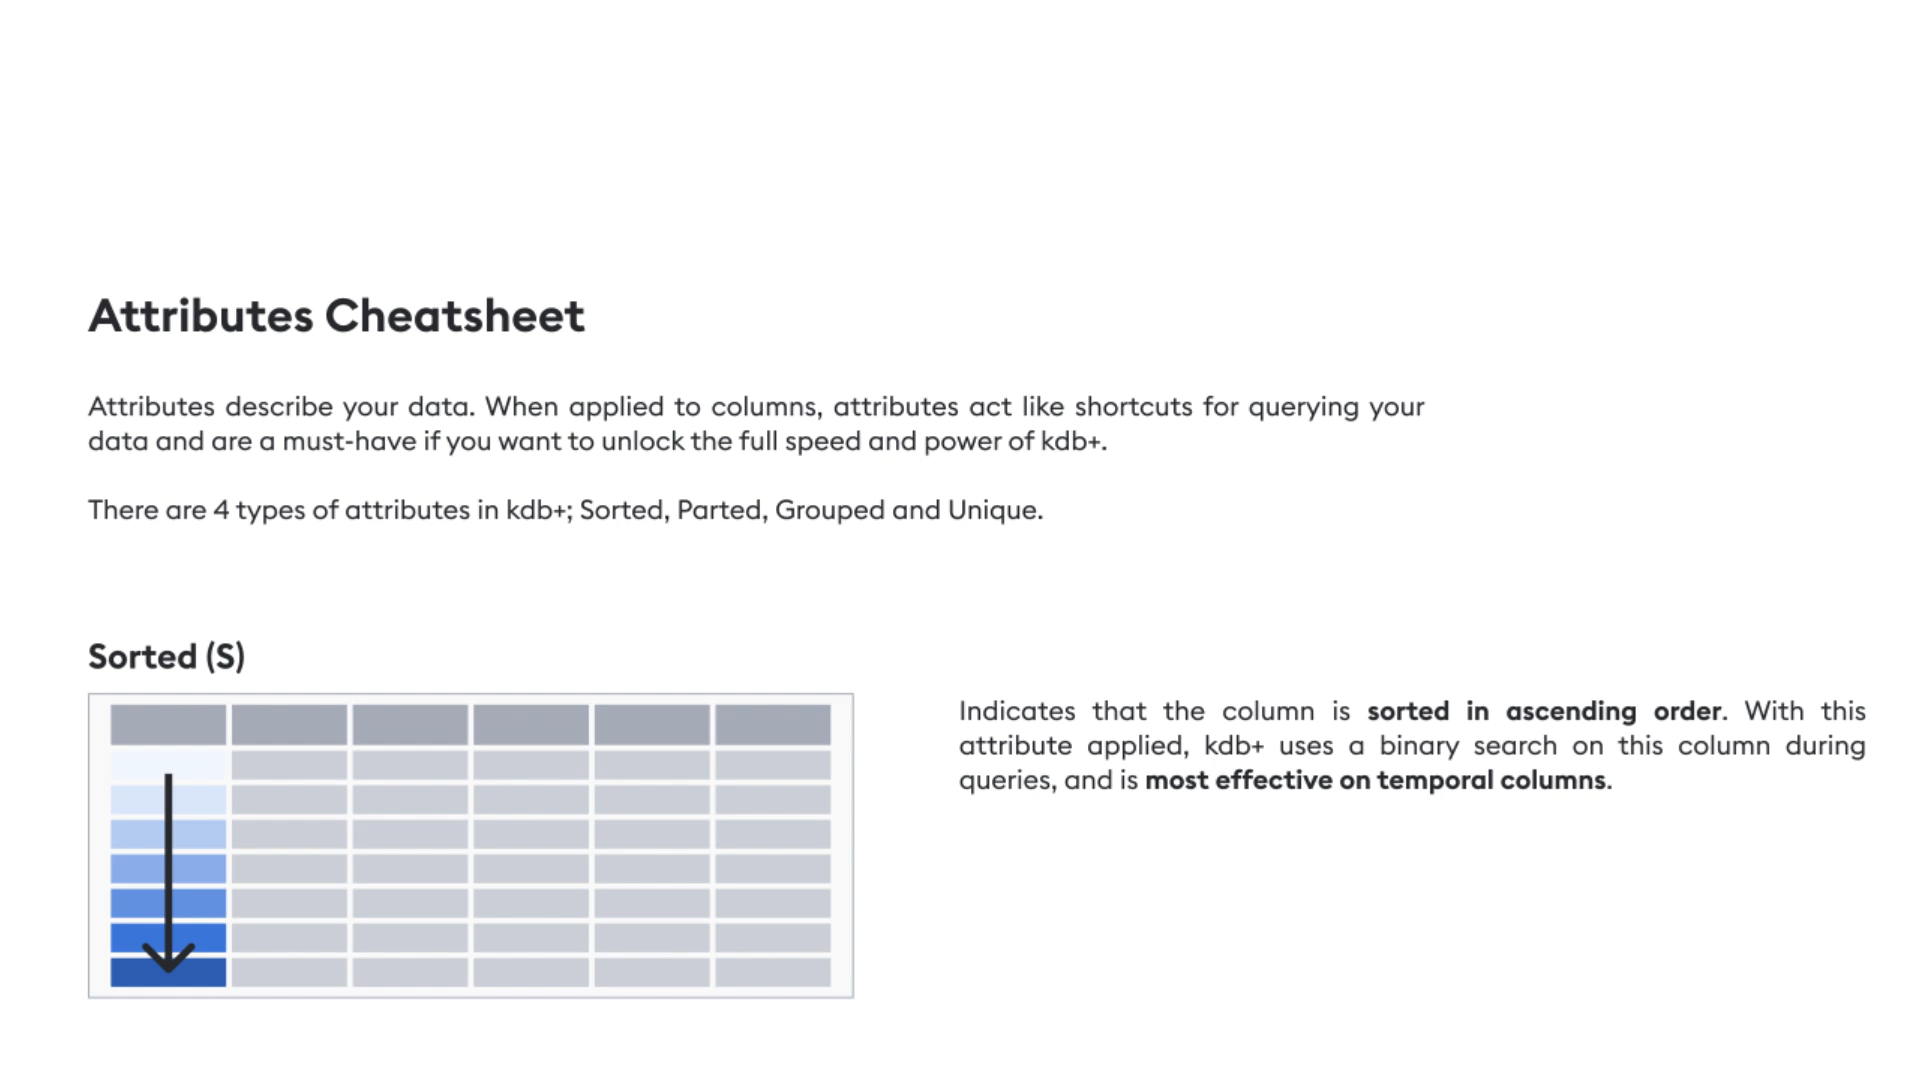 Attributes Cheatsheet
Attributes describe your data. When applied to columns, attributes act like shortcuts for querying your
data and are a must-have if you want to unlock the full speed and power of kdb+.
There are 4 types of attributes in kdb+; Sorted, Parted, Grouped and Unique.
Sorted (S)
Indicates that the column is sorted in ascending order. With this
attribute applied, kdb+ uses a binary search on this column during
queries, and is most effective on temporal columns.